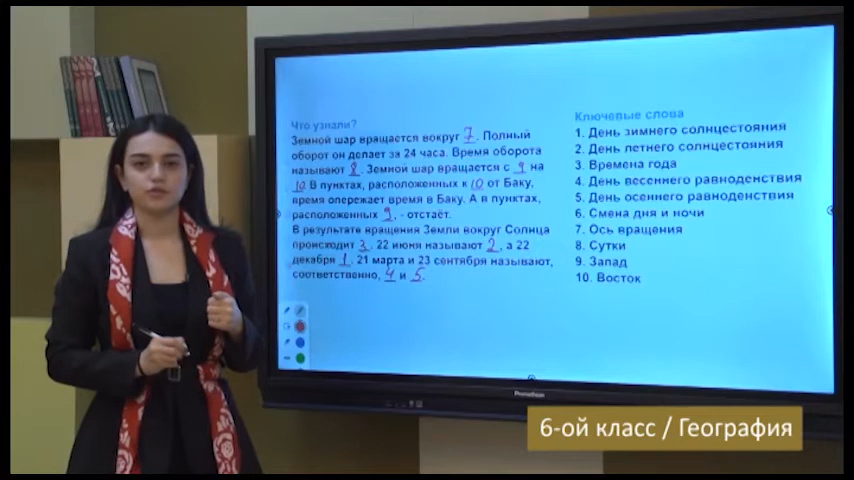 Что узнали?
Земной шар вращается вокруг 7. Полный
оборот он делает за 24 часа. Время оборота
называют 8. Земной шар вращается с 9 на
10 В пунктах, расположенных к 10 от Баку,
время опережает время в Баку. А в пунктах,
расположенных 9, - отстаёт.
В результате вращения Земли вокруг Солнца
происходит 3. 22 июня называют 2, а 22
декабря 1. 21 марта и 23 сентября называют,
соответственно, 4 и 5.
Ключевые слова
1. День зимнего солнцестояния
2. День летнего солнцестояния
3. Времена года
4. День весеннего равноденствия
5. День осеннего равноденствия
6. Смена дня и ночи
7. Ось вращения
8. Сутки
9. Запад
10. Восток
Promethean
6-ой класс / География